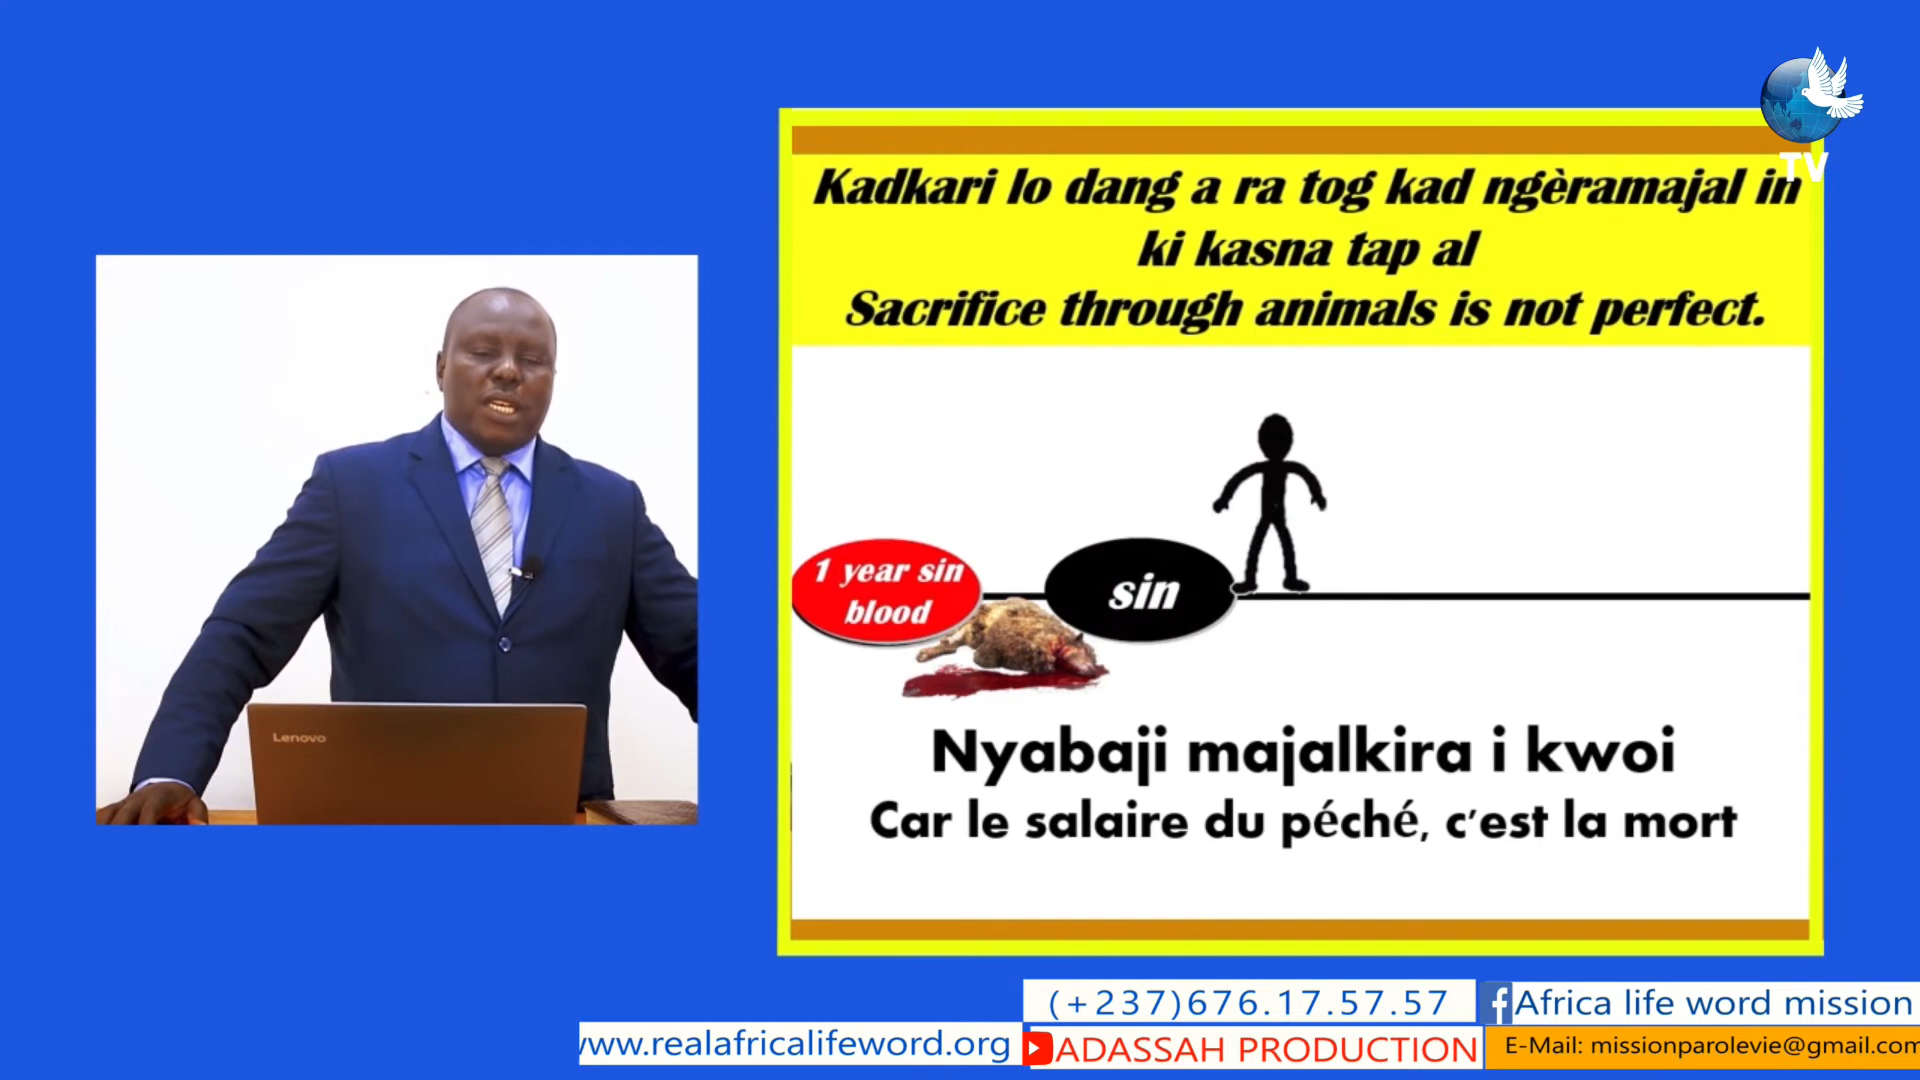 TV
Kadkari lo dang a ra tog kad ngèramajal in
ki kasna tap al
Sacrifice through animals is not perfect.
1 year sin
blood
sin
Lenovo
Nyabaji majalkira i kwoi
Car le salaire du péché, c'est la mort
(+237)676.17.57.57
Africa life word mission
www.realafricalifeword.org
ADASSAH PRODUCTION
E-Mail: missionparolevie@gmail.com